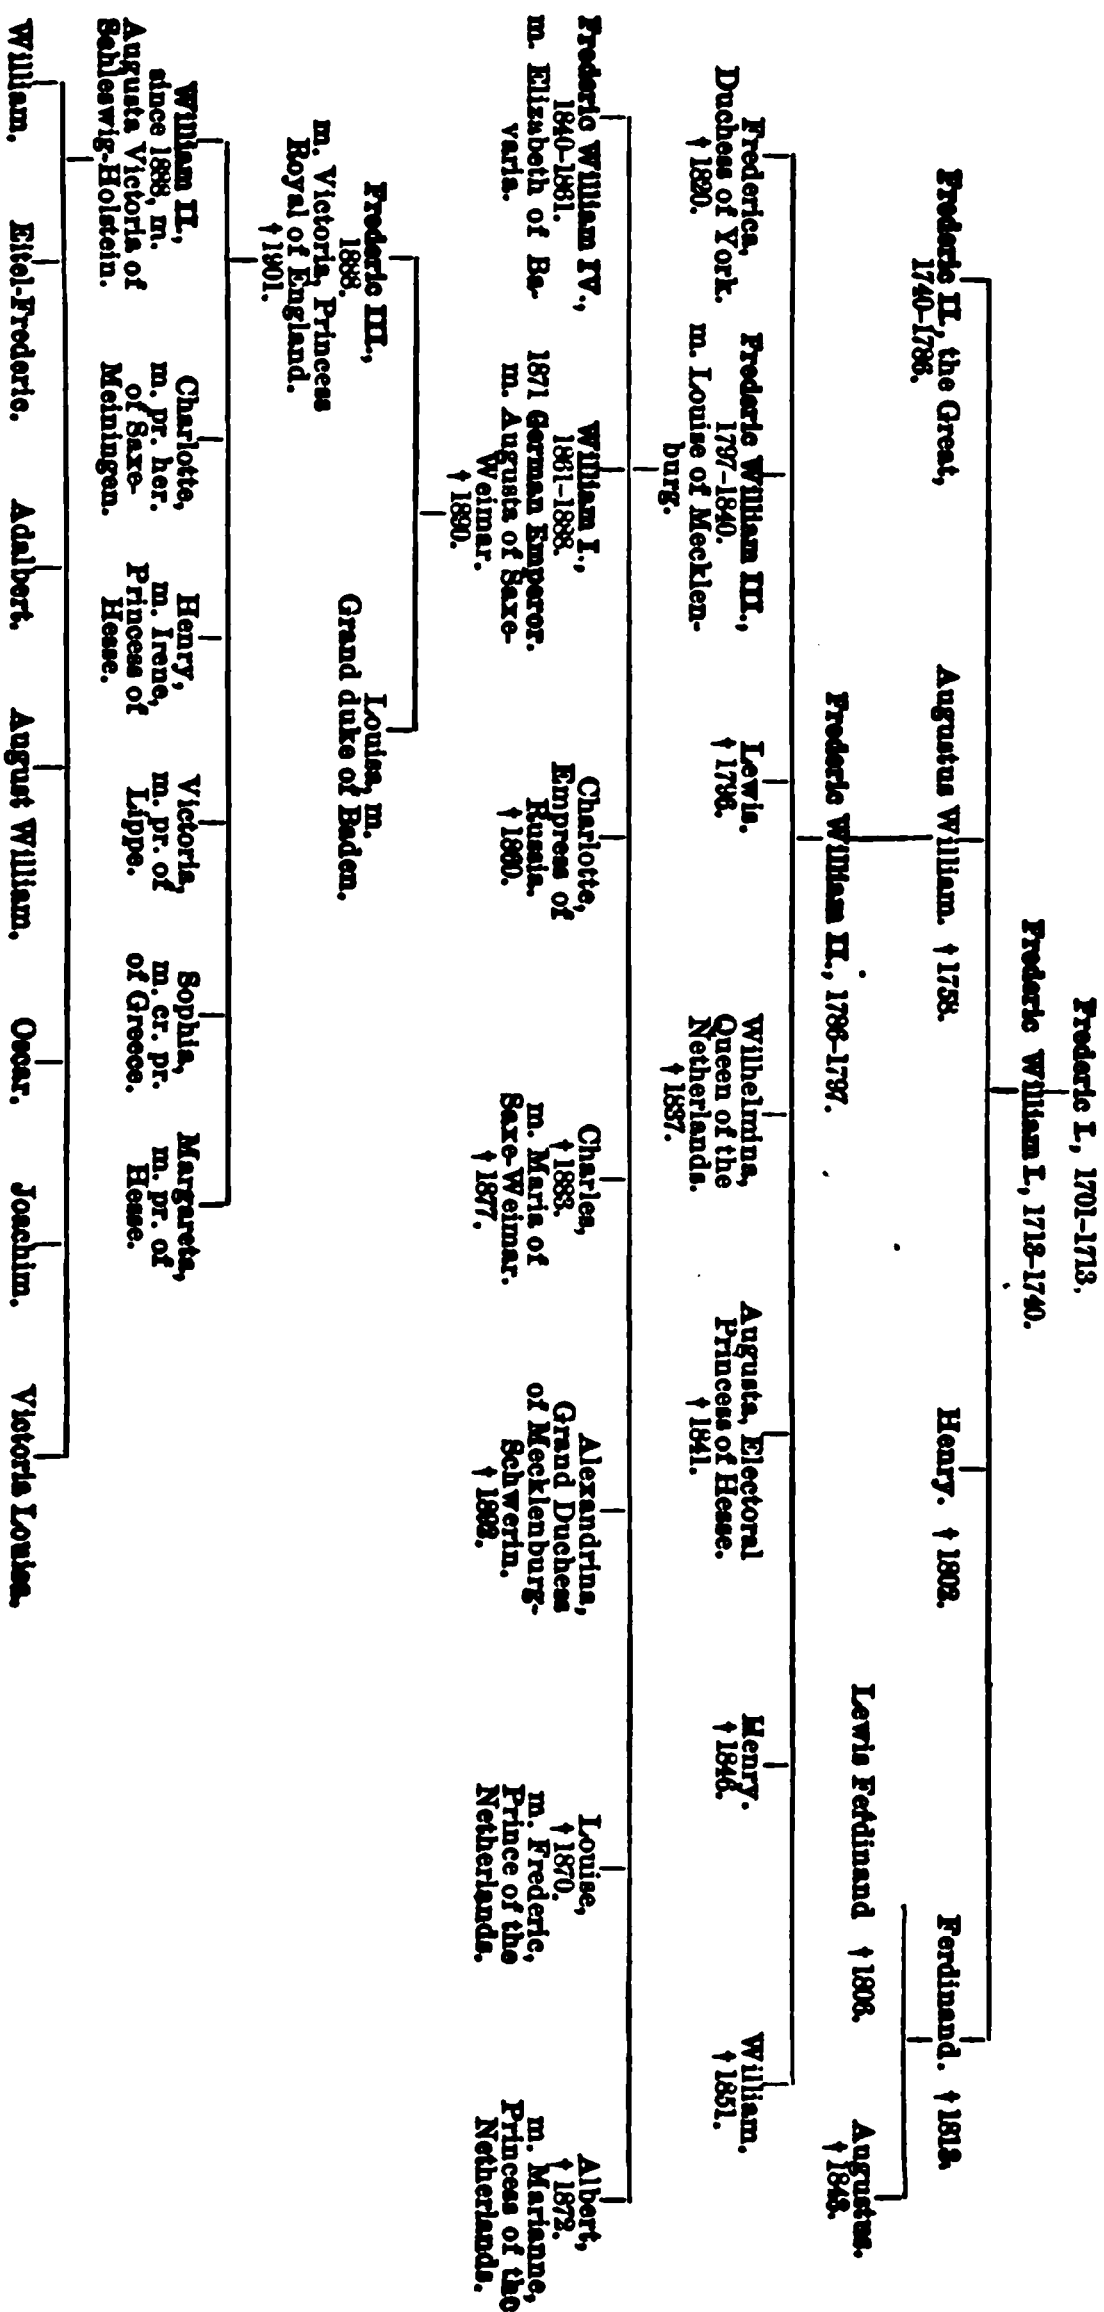 Frederic I., 1701-1713.
Frederic William I., 1713-1740.
Frederic II., the Great,
1740-1786.
Augustus William. † 1758.
Henry. † 1802.
Ferdinand. † 1813.
Frederic William II., 1786-1797.
Lewis Ferdinand † 1806.
Augustus.
† 1843.
Frederica,
Duchess of York.
† 1820.
Frederic William III.,
1797-1840.
m. Louise of Mecklen-
burg.
Lewis.
† 1796.
Wilhelmina,
Queen of the
Netherlands.
† 1837.
Augusta, Electoral
Princess of Hesse.
† 1841.
Henry.
† 1846.
William.
† 1851.
Frederic William IV.,
1840-1861.
m. Elizabeth of Ba-
varia.
William I.,
1861-1888.
1871 German Emperor.
m. Augusta of Saxe-
Weimar.
† 1890.
Charlotte,
Empress of
Russia.
† 1860.
Charles,
† 1883.
m. Maria of
Saxe-Weimar.
† 1877.
Alexandrina,
Grand Duchess
of Mecklenburg-
Schwerin.
† 1892.
Louise,
† 1870.
m. Frederic,
Prince of the
Netherlands.
Albert,
† 1872.
m. Marianne,
Princess of the
Netherlands.
Frederic III.,
1888.
m. Victoria, Princess
Royal of England.
† 1901.
Louisa, m.
Grand duke of Baden.
William II.,
since 1888, m.
Augusta Victoria of
Schleswig-Holstein.
Charlotte,
m. pr. her.
of Saxe-
Meiningen.
Henry,
m. Irene,
Princess of
Hesse.
Victoria,
m. pr. of
Lippe.
Sophia,
m. cr. pr.
of Greece.
Margareta,
m. pr. of
Hesse.
William. Eitel-Frederic. Adalbert. August William. Oscar. Joachim. Victoria Louisa.